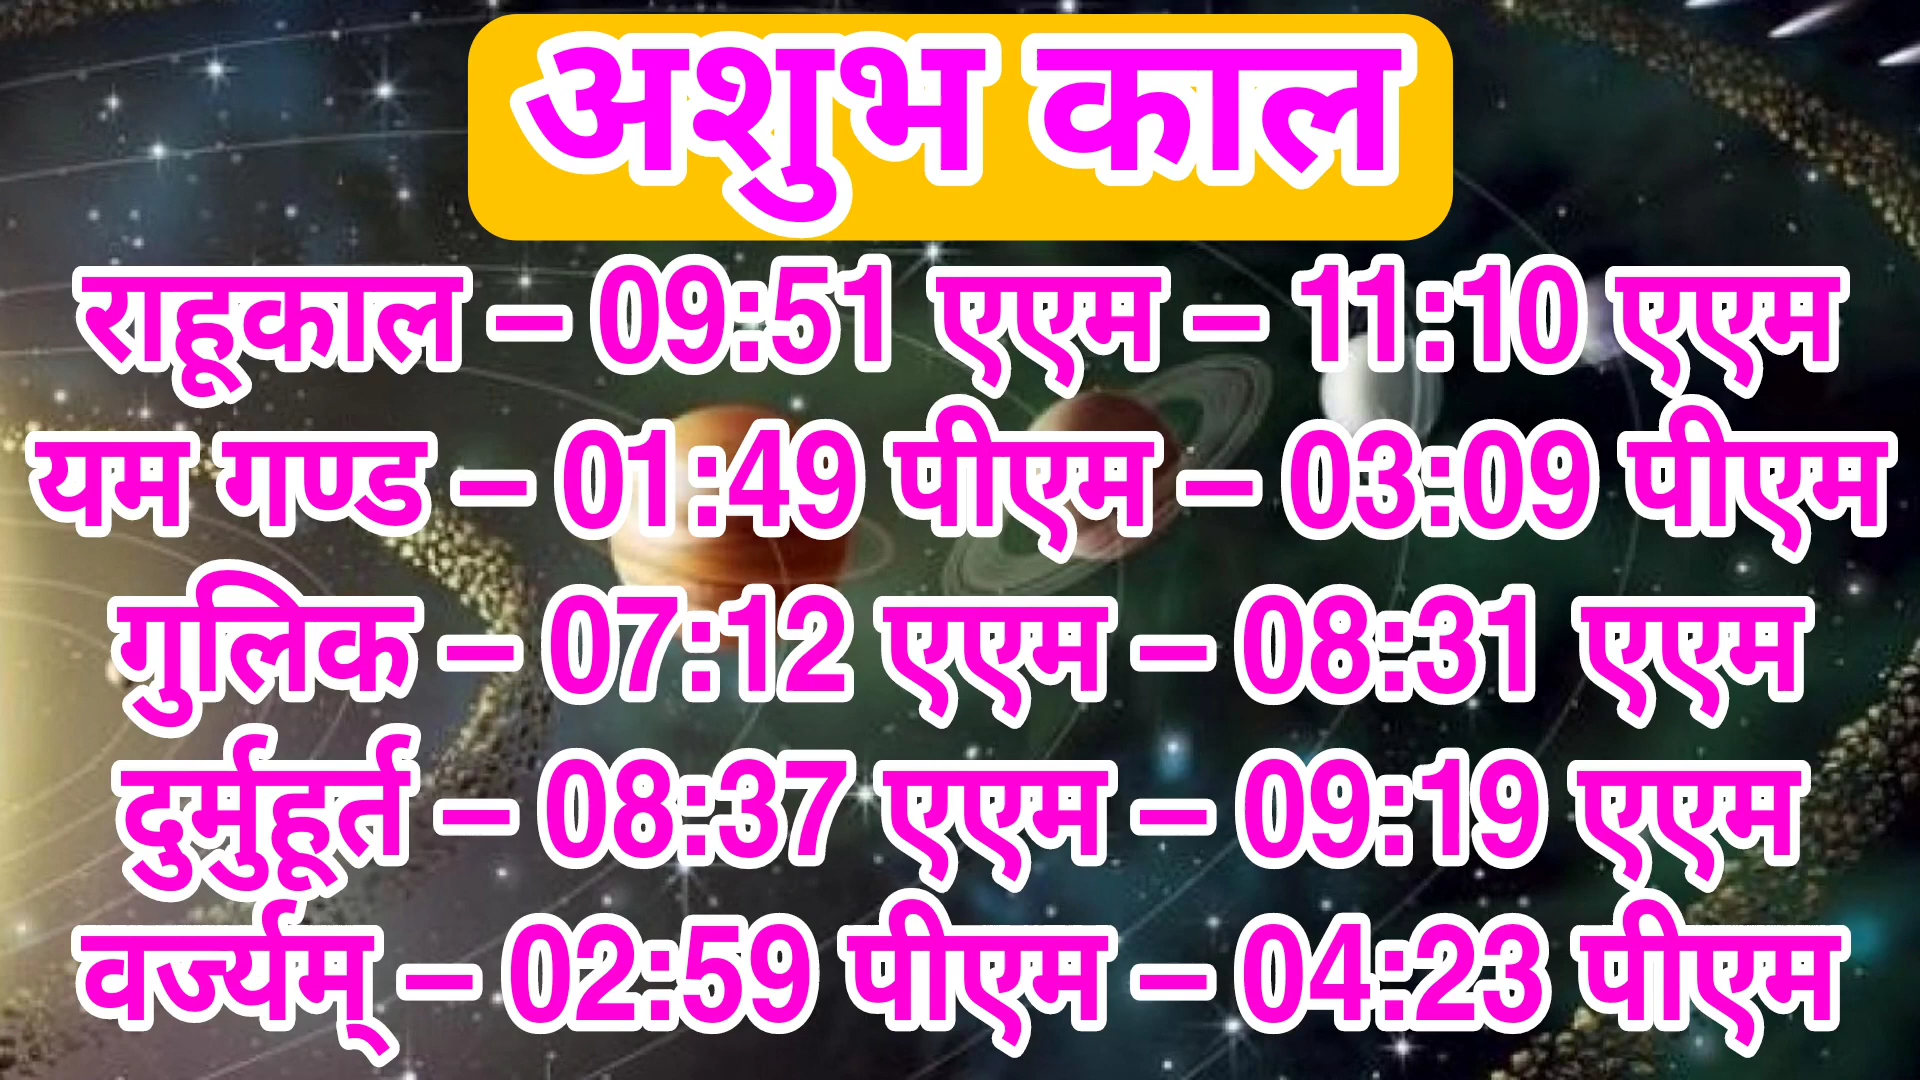 अशुभ काल
राहूकाल – 09:51 एएम – 11:10 एएम
यम गण्ड – 01:49 पीएम – 03:09 पीएम
गुलिक – 07:12 एएम – 08:31 एएम
दुर्मुहूर्त – 08:37 एएम – 09:19 एएम
वर्ज्यम् – 02:59 पीएम – 04:23 पीएम